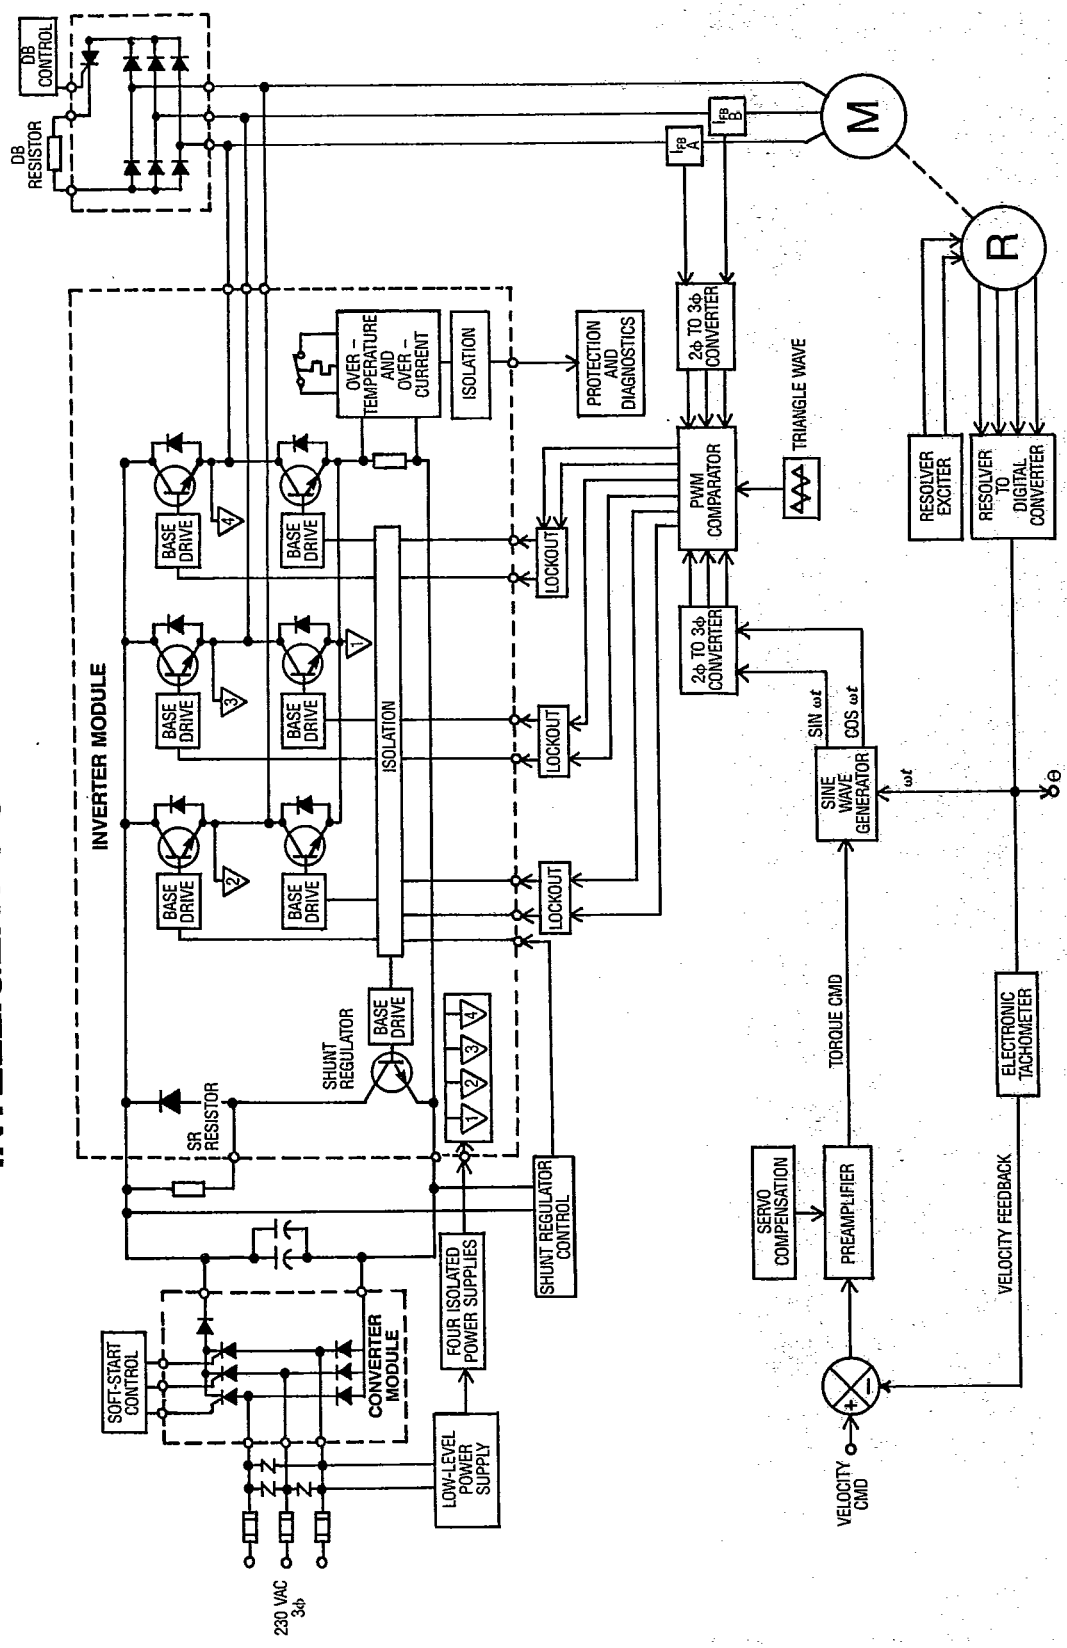 230 VAC
3ϕ
SOFT-START
CONTROL
CONVERTER
MODULE
LOW-LEVEL
POWER
SUPPLY
FOUR ISOLATED
POWER SUPPLIES
SHUNT REGULATOR
CONTROL
INVERTER MODULE
SR
RESISTOR
SHUNT
REGULATOR
BASE
DRIVE
1
2
3
4
BASE
DRIVE
2
BASE
DRIVE
BASE
DRIVE
3
BASE
DRIVE
1
BASE
DRIVE
4
BASE
DRIVE
ISOLATION
OVER-
TEMPERATURE
AND
OVER-
CURRENT
ISOLATION
PROTECTION
AND
DIAGNOSTICS
DB
CONTROL
DB
RESISTOR
LOCKOUT
LOCKOUT
LOCKOUT
IFB
A
IFB
B
M
R
2ϕ TO 3ϕ
CONVERTER
PWM
COMPARATOR
2ϕ TO 3ϕ
CONVERTER
TRIANGLE WAVE
RESOLVER
EXCITER
RESOLVER
TO
DIGITAL
CONVERTER
SIN ωt
COS ωt
SINE
WAVE
GENERATOR
ωt
Θ
TORQUE CMD
SERVO
COMPENSATION
PREAMPLIFIER
ELECTRONIC
TACHOMETER
VELOCITY FEEDBACK
+
−
VELOCITY
CMD